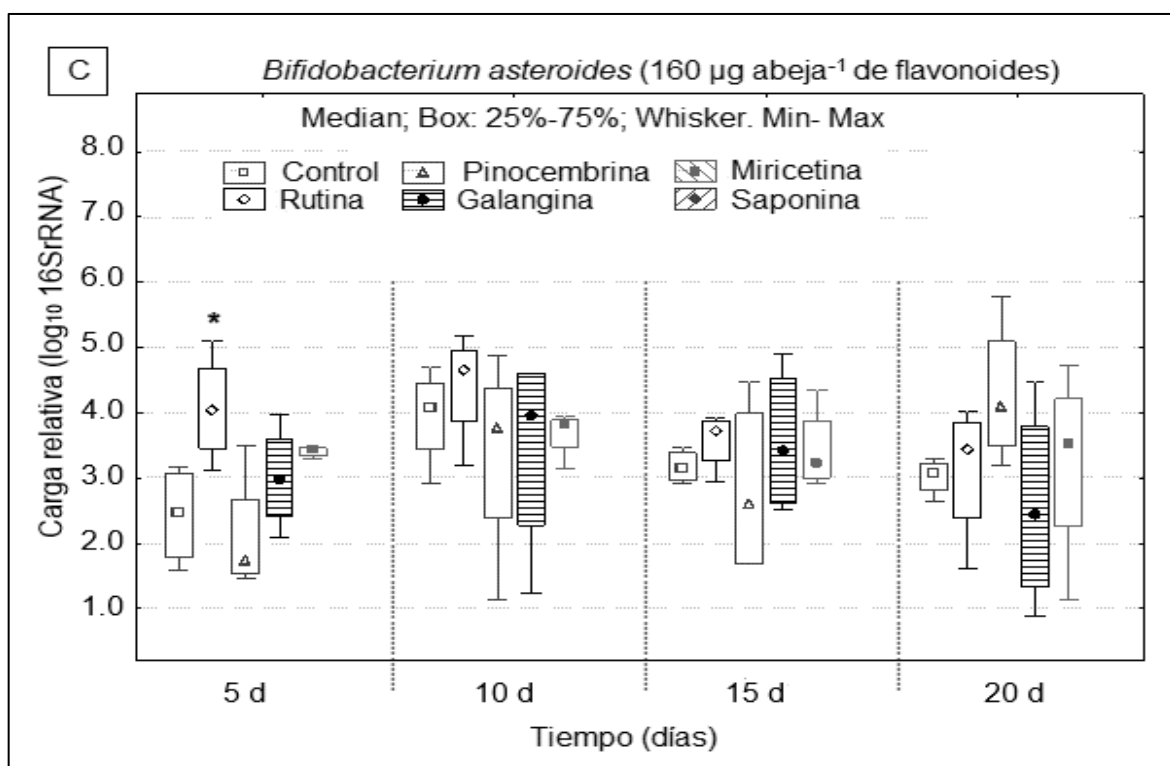 C
Bifidobacterium asteroides (160 µg abeja⁻¹ de flavonoides)
Median; Box: 25%-75%; Whisker. Min- Max
Control Pinocembrina Miricetina
Rutina Galangina Saponina
Carga relativa (log₁₀ 16SrRNA)
8.0
7.0
6.0
5.0
4.0
3.0
2.0
1.0
*
5 d 10 d 15 d 20 d
Tiempo (días)